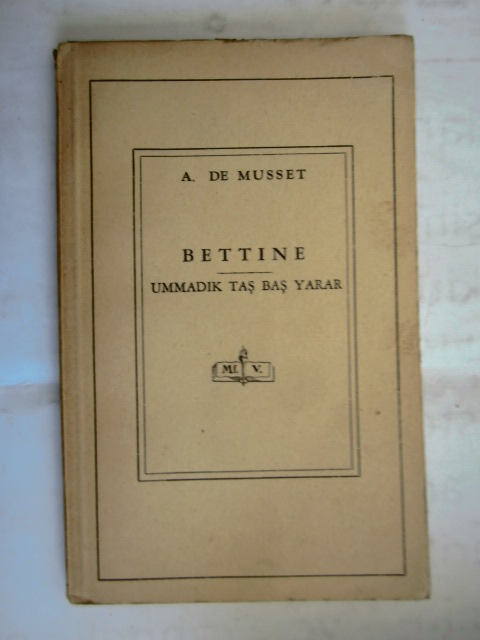 A. DE MUSSET
BETTINE
UMMADIK TAŞ BAŞ YARAR
M.f. V.